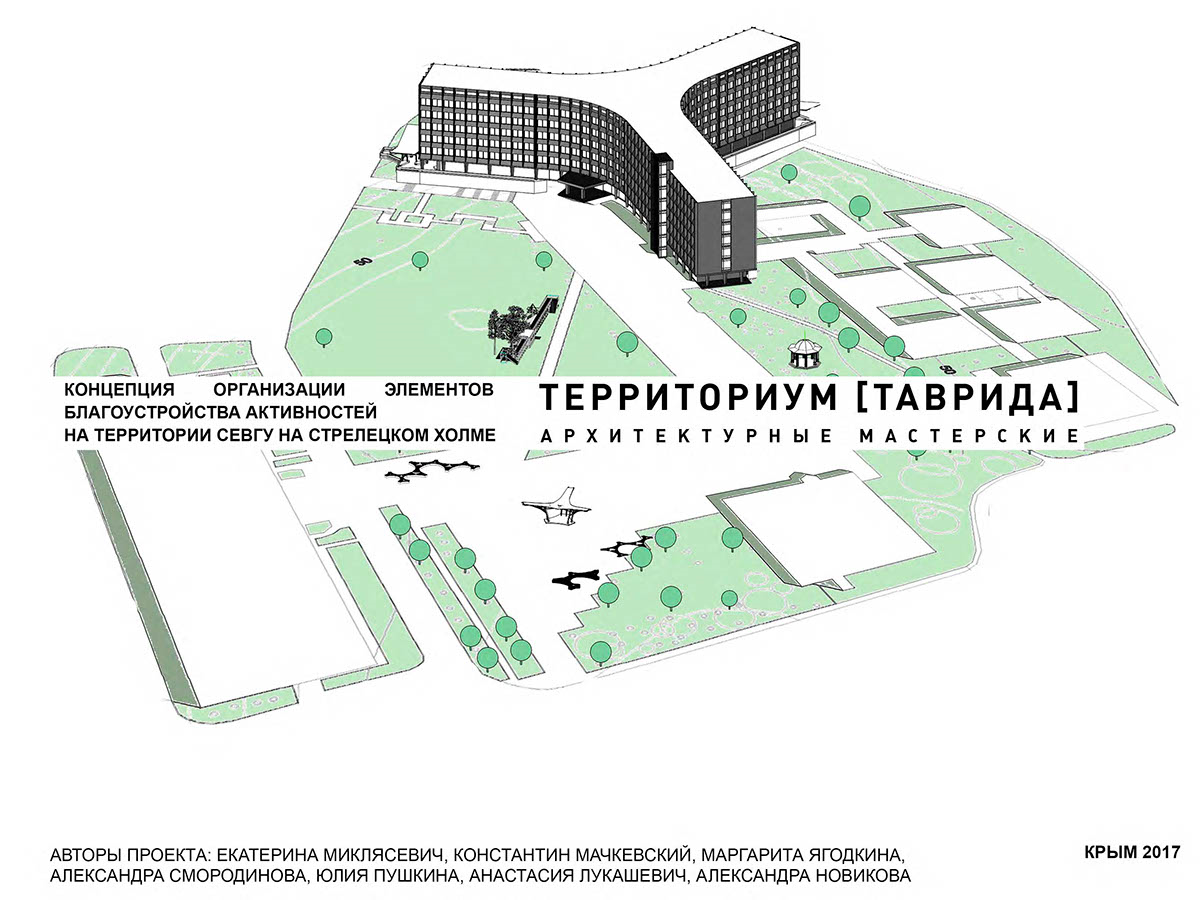 КОНЦЕПЦИЯ ОРГАНИЗАЦИИ ЭЛЕМЕНТОВ
БЛАГОУСТРОЙСТВА АКТИВНОСТЕЙ
НА ТЕРРИТОРИИ СЕВГУ НА СТРЕЛЕЦКОМ ХОЛМЕ
ТЕРРИТОРИУМ [ТАВРИДА]
АРХИТЕКТУРНЫЕ МАСТЕРСКИЕ
АВТОРЫ ПРОЕКТА: ЕКАТЕРИНА МИКЛЯСЕВИЧ, КОНСТАНТИН МАЧКЕВСКИЙ, МАРГАРИТА ЯГОДКИНА,
АЛЕКСАНДРА СМОРОДИНОВА, ЮЛИЯ ПУШКИНА, АНАСТАСИЯ ЛУКАШЕВИЧ, АЛЕКСАНДРА НОВИКОВА
КРЫМ 2017